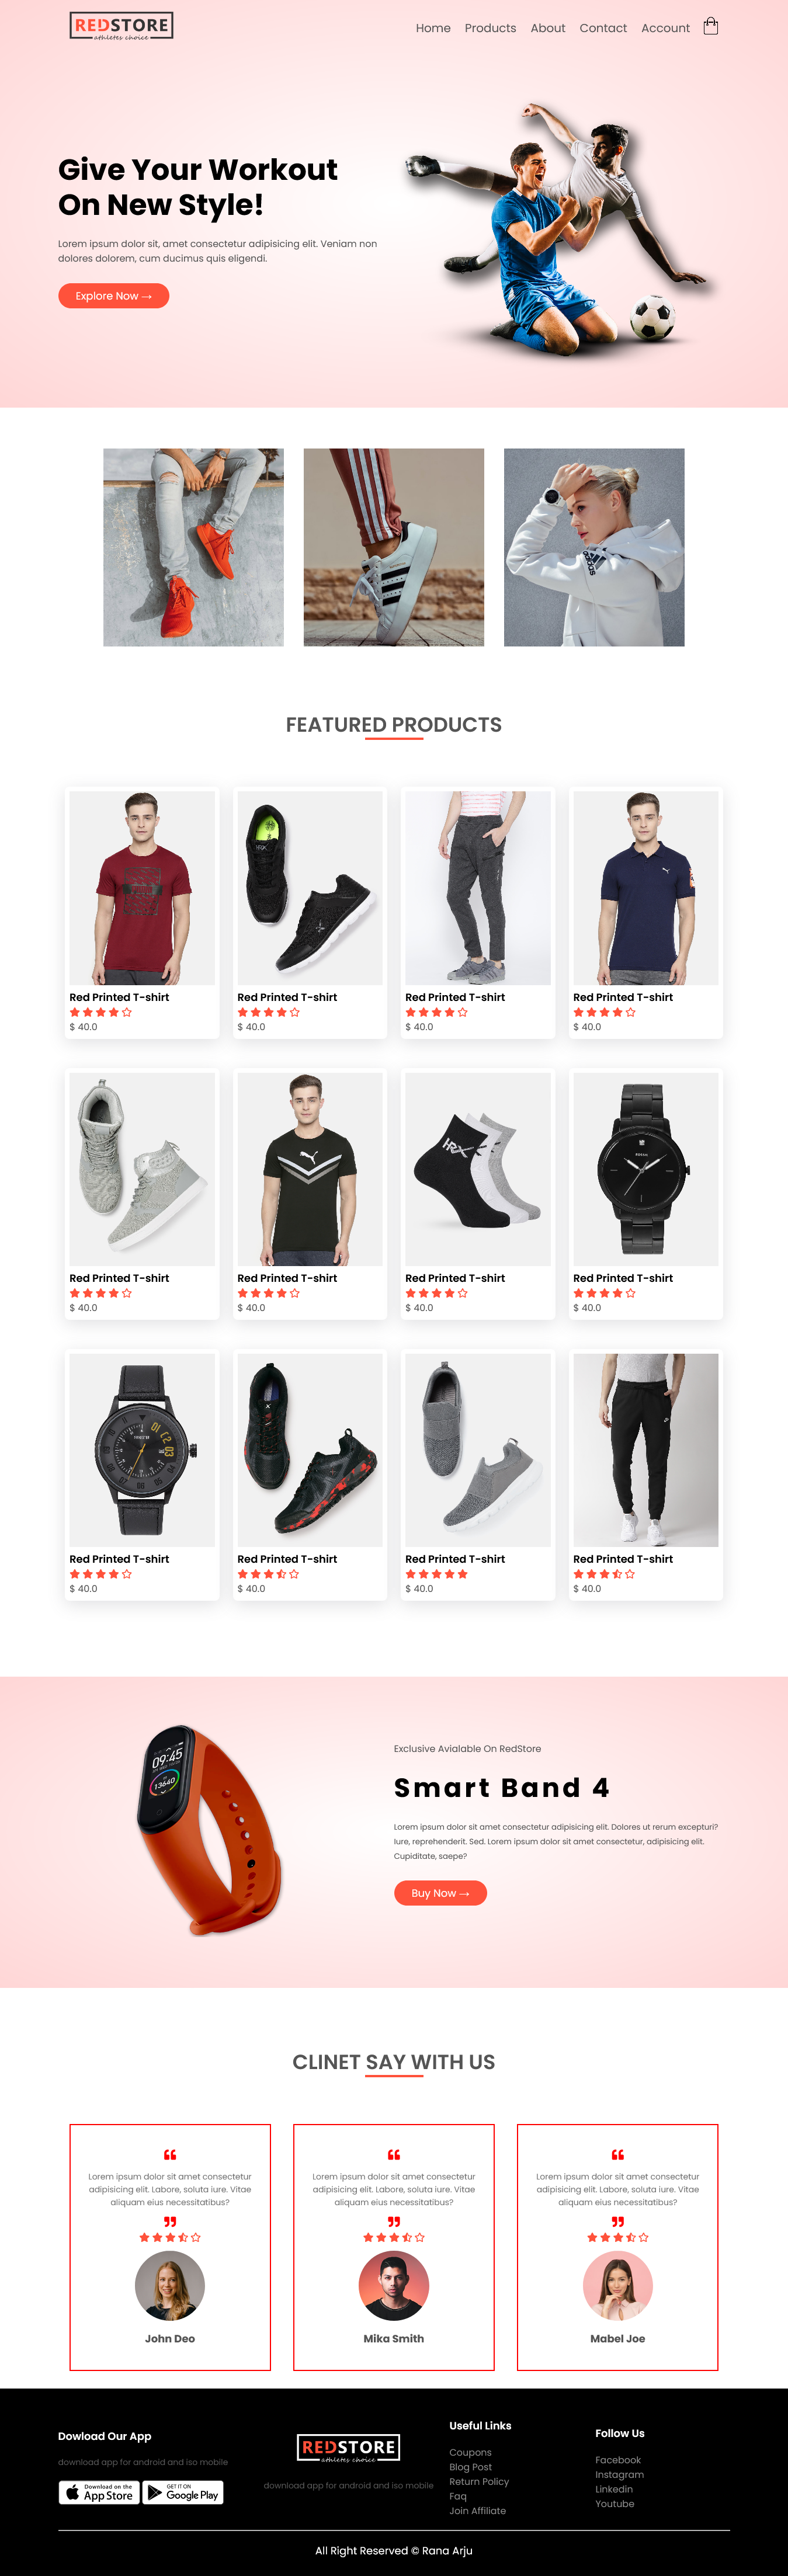 REDSTORE
athletes choice
Home Products About Contact Account
Give Your Workout
On New Style!
Lorem ipsum dolor sit, amet consectetur adipisicing elit. Veniam non
dolores dolorem, cum ducimus quis eligendi.
Explore Now →
adidas
FEATURED PRODUCTS
HRX
Red Printed T-shirt
$ 40.0
Red Printed T-shirt
$ 40.0
Red Printed T-shirt
$ 40.0
Red Printed T-shirt
$ 40.0
HRX
Red Printed T-shirt
$ 40.0
Red Printed T-shirt
$ 40.0
Red Printed T-shirt
$ 40.0
Red Printed T-shirt
$ 40.0
Red Printed T-shirt
$ 40.0
Red Printed T-shirt
$ 40.0
Red Printed T-shirt
$ 40.0
Red Printed T-shirt
$ 40.0
09:45
13640
Exclusive Avialable On RedStore
Smart Band 4
Lorem ipsum dolor sit amet consectetur adipisicing elit. Dolores ut rerum excepturi?
Iure, reprehenderit. Sed. Lorem ipsum dolor sit amet consectetur, adipisicing elit.
Cupiditate, saepe?
Buy Now →
CLINET SAY WITH US
Lorem ipsum dolor sit amet consectetur
adipisicing elit. Labore, soluta iure. Vitae
aliquam eius necessitatibus?
John Deo
Lorem ipsum dolor sit amet consectetur
adipisicing elit. Labore, soluta iure. Vitae
aliquam eius necessitatibus?
Mika Smith
Lorem ipsum dolor sit amet consectetur
adipisicing elit. Labore, soluta iure. Vitae
aliquam eius necessitatibus?
Mabel Joe
Dowload Our App
download app for android and iso mobile
Download on the
App Store
GET IT ON
Google Play
REDSTORE
athletes choice
download app for android and iso mobile
Useful Links
Coupons
Blog Post
Return Policy
Faq
Join Affiliate
Follow Us
Facebook
Instagram
Linkedin
Youtube
All Right Reserved © Rana Arju